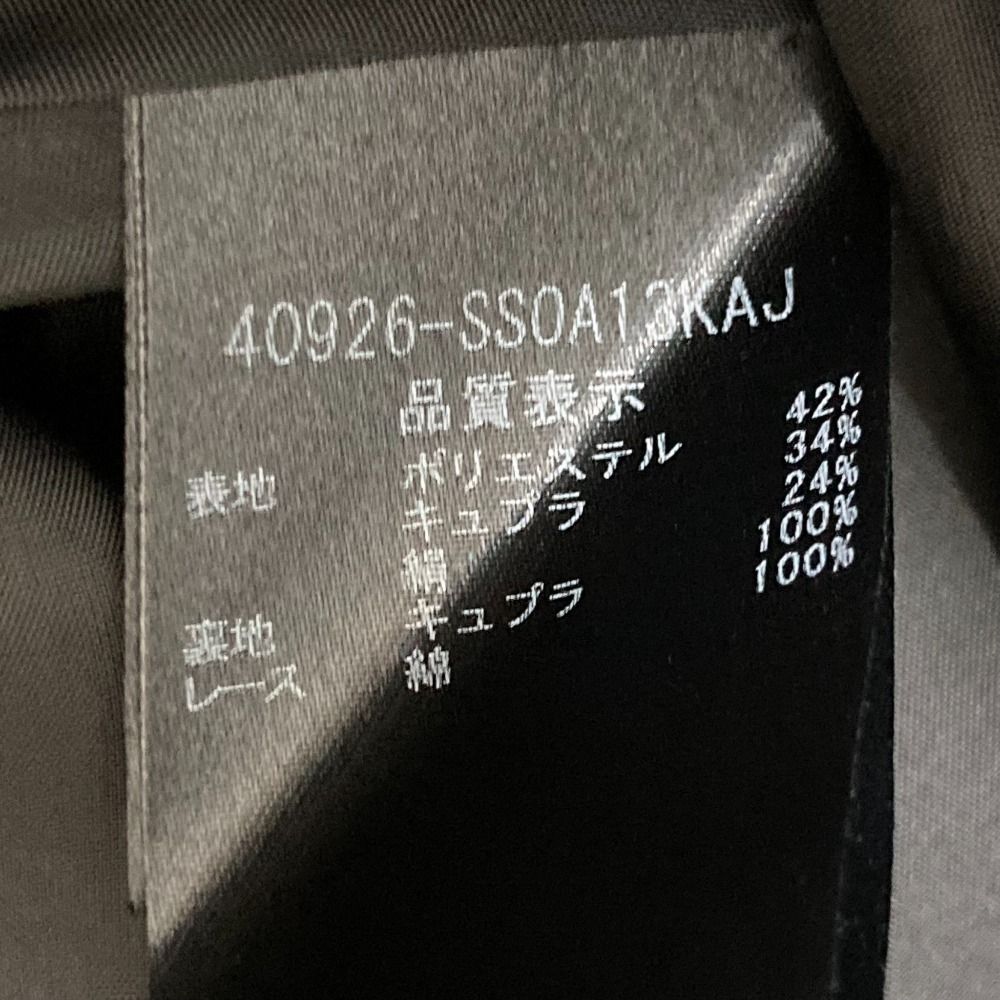 40926-SS0A13KAJ
品質表示
表地 ポリエステル 42%
キュプラ 34%
絹 24%
裏地 キュプラ 100%
レース 綿 100%